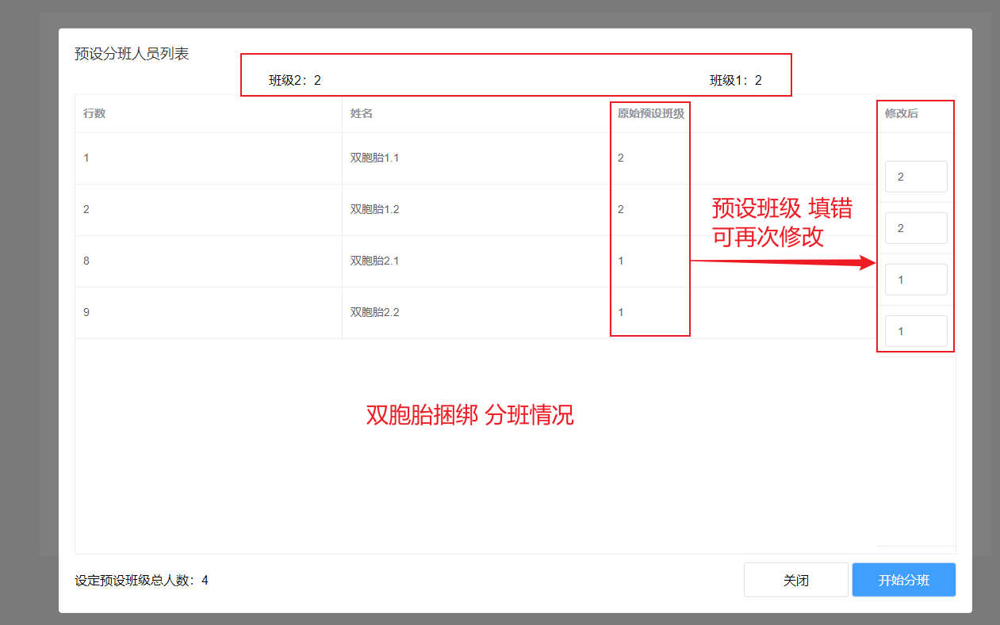 预设分班人员列表
班级2：2 班级1：2
行数 姓名 原始预设班级 修改后
1 双胞胎1.1 2 2
2 双胞胎1.2 2 2
8 双胞胎2.1 1 1
9 双胞胎2.2 1 1
预设班级 填错
可再次修改
双胞胎捆绑 分班情况
设定预设班级总人数：4 关闭 开始分班